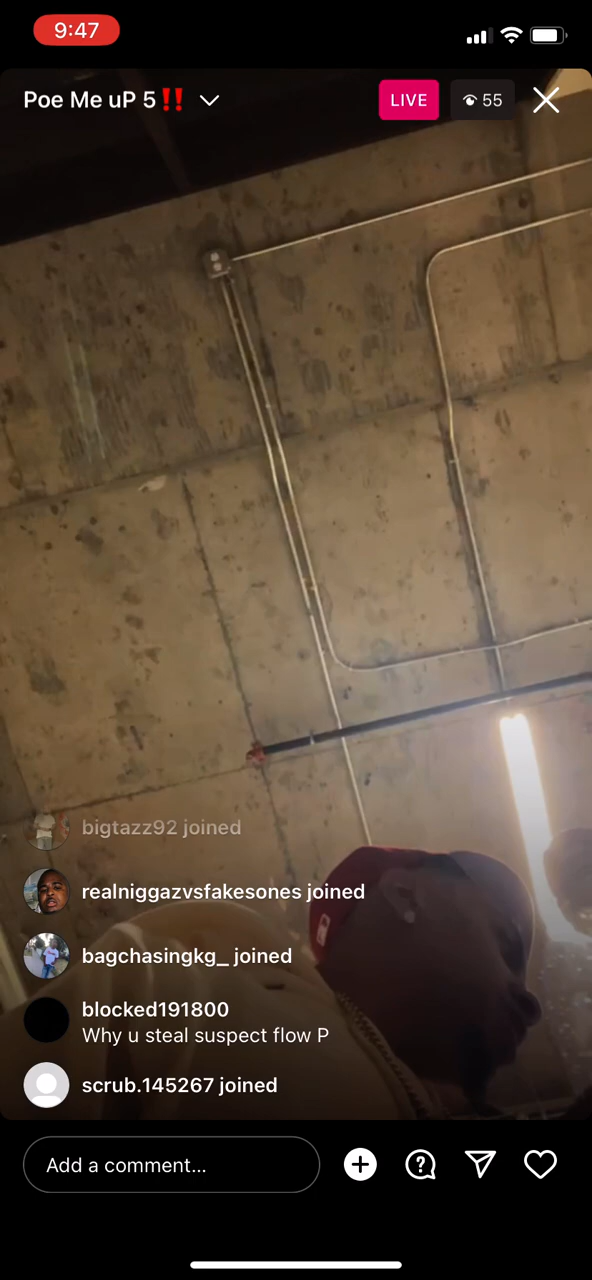 9:47
Poe Me uP 5‼️
LIVE
55
bigtazz92 joined
realniggazvsfakesones joined
bagchasingkg_ joined
blocked191800
Why u steal suspect flow P
scrub.145267 joined
Add a comment...